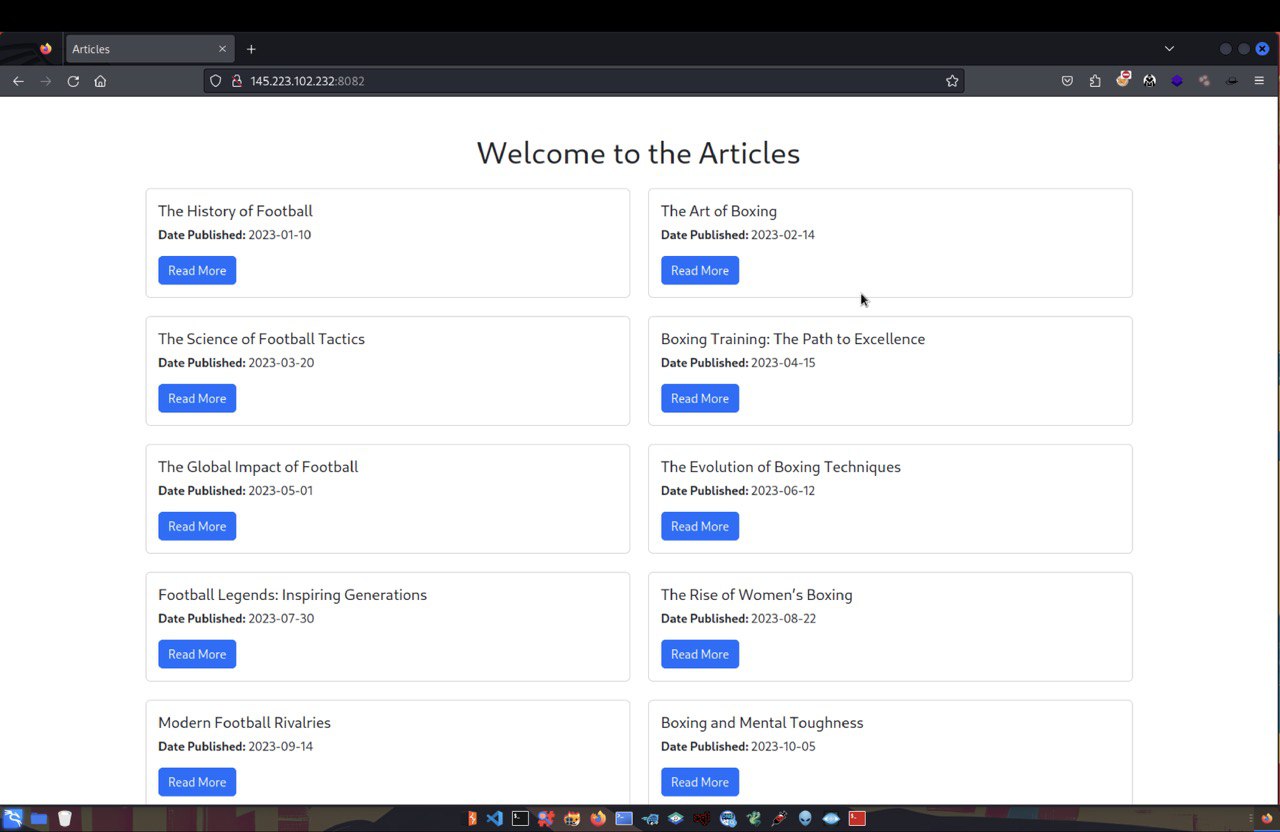 Articles
145.223.102.232:8082
Welcome to the Articles
The History of Football
Date Published: 2023-01-10
Read More
The Art of Boxing
Date Published: 2023-02-14
Read More
The Science of Football Tactics
Date Published: 2023-03-20
Read More
Boxing Training: The Path to Excellence
Date Published: 2023-04-15
Read More
The Global Impact of Football
Date Published: 2023-05-01
Read More
The Evolution of Boxing Techniques
Date Published: 2023-06-12
Read More
Football Legends: Inspiring Generations
Date Published: 2023-07-30
Read More
The Rise of Women's Boxing
Date Published: 2023-08-22
Read More
Modern Football Rivalries
Date Published: 2023-09-14
Read More
Boxing and Mental Toughness
Date Published: 2023-10-05
Read More